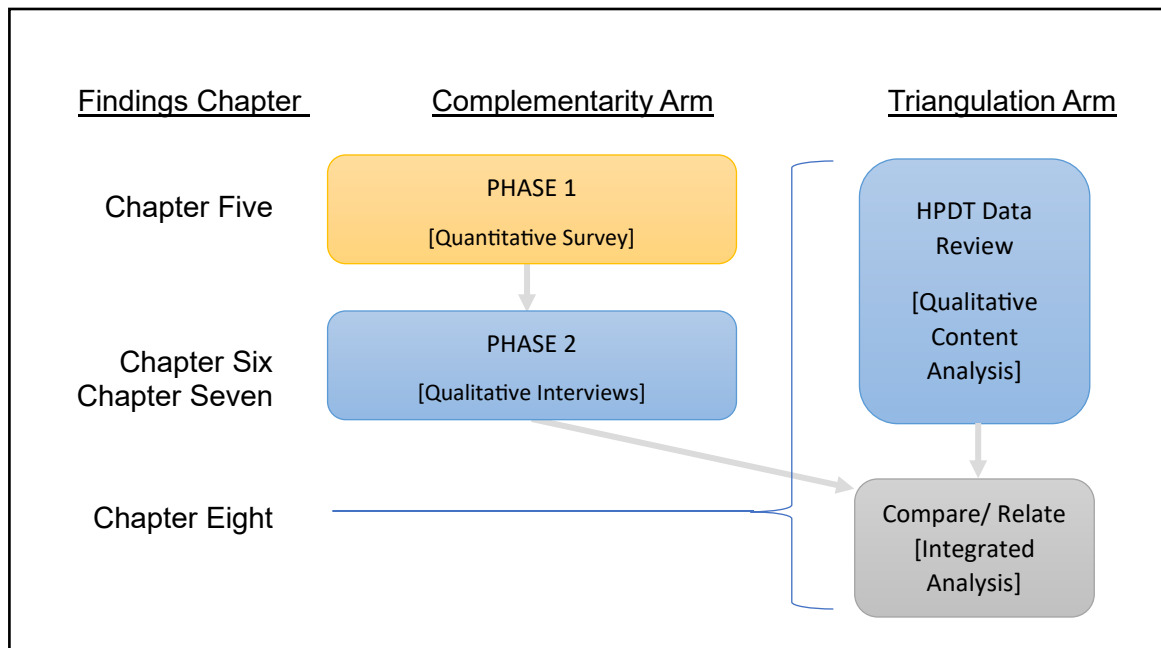 Findings Chapter
Complementarity Arm
Triangulation Arm
Chapter Five
PHASE 1
[Quantitative Survey]
HPDT Data
Review
[Qualitative
Content
Analysis]
Chapter Six
Chapter Seven
PHASE 2
[Qualitative Interviews]
Chapter Eight
Compare/ Relate
[Integrated
Analysis]